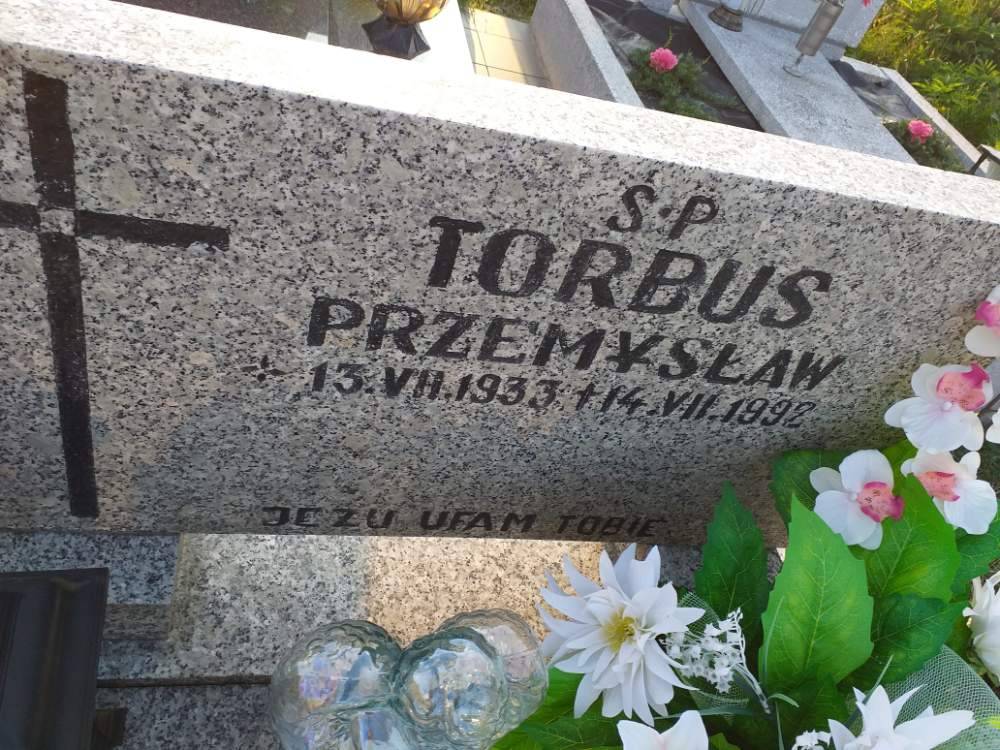 Ś.P
TORBUS
PRZEMYSŁAW
* 13.VII.1933 † 14.VII.1992
JEZU UFAM TOBIE